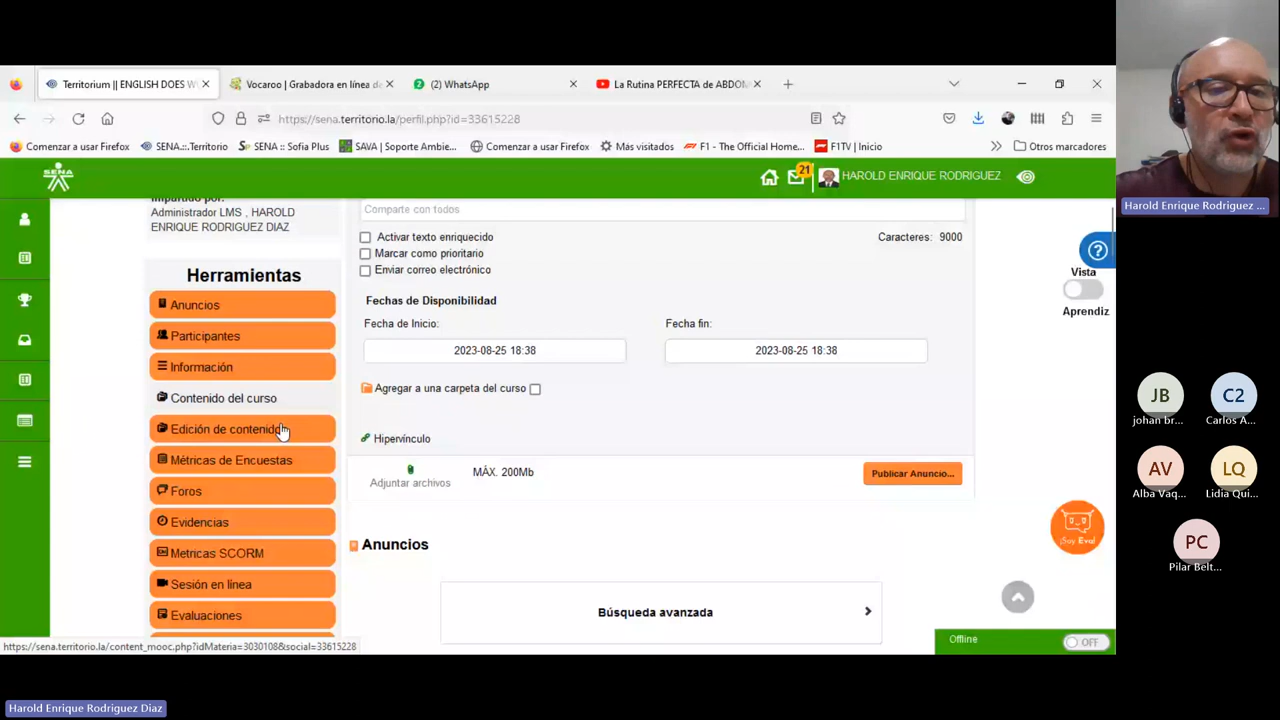 Territorium || ENGLISH DOES W
Vocaroo | Grabadora en línea de
(2) WhatsApp
La Rutina PERFECTA de ABDOM
https://sena.territorio.la/perfil.php?id=33615228
Comenzar a usar Firefox
SENA.::.Territorio
SENA :: Sofia Plus
SAVA | Soporte Ambie...
Comenzar a usar Firefox
Más visitados
F1 - The Official Home...
F1TV | Inicio
Otros marcadores
SENA
21
HAROLD ENRIQUE RODRIGUEZ
Harold Enrique Rodriguez ...
Impartido por:
Administrador LMS , HAROLD
ENRIQUE RODRIGUEZ DIAZ
Herramientas
Anuncios
Participantes
Información
Contenido del curso
Edición de contenido
Métricas de Encuestas
Foros
Evidencias
Metricas SCORM
Sesión en línea
Evaluaciones
Comparte con todos
Activar texto enriquecido
Caracteres: 9000
Marcar como prioritario
Enviar correo electrónico
Fechas de Disponibilidad
Fecha de Inicio:
Fecha fin:
2023-08-25 18:38
2023-08-25 18:38
Agregar a una carpeta del curso
Hipervínculo
Adjuntar archivos
MÁX. 200Mb
Publicar Anuncio...
Anuncios
Búsqueda avanzada
?
Vista
Aprendiz
¡Soy Eva!
Offline
OFF
https://sena.territorio.la/content_mooc.php?idMateria=3030108&social=33615228
JB
johan br...
C2
Carlos A...
AV
Alba Vaq...
LQ
Lidia Qui...
PC
Pilar Belt...
Harold Enrique Rodriguez Diaz